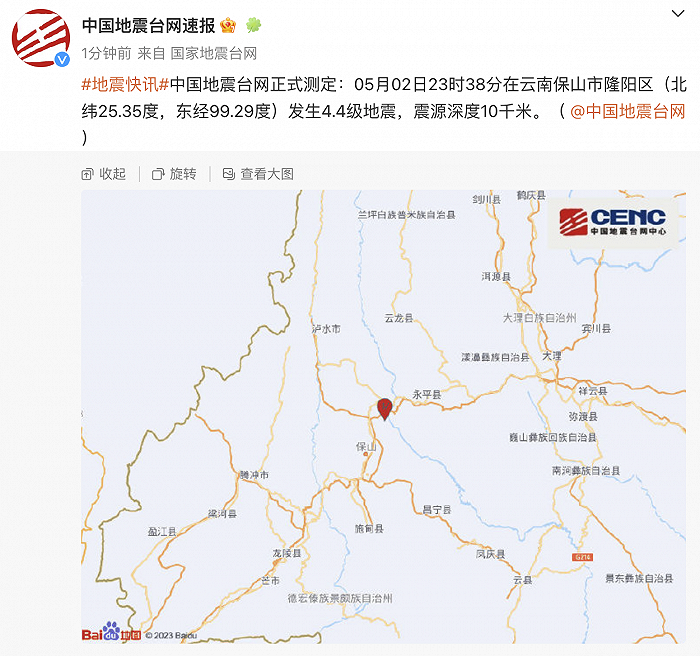 中国地震台网速报
1分钟前 来自 国家地震台网
#地震快讯#中国地震台网正式测定：05月02日23时38分在云南保山市隆阳区（北
纬25.35度，东经99.29度）发生4.4级地震，震源深度10千米。（ @中国地震台网
）
收起 旋转 查看大图
剑川县 鹤庆县
兰坪白族普米族自治县
CENC
中国地震台网中心
洱源县
云龙县 大理白族自治州
泸水市 宾川县
漾濞彝族自治县 大理
永平县 祥云县
弥渡县
巍山彝族回族自治县
保山
腾冲市 南涧彝族自治县
梁河县 昌宁县
盈江县 施甸县
龙陵县 凤庆县 G214
芒市 云县 景东彝族自治县
德宏傣族景颇族自治州
Bai du 地图 © 2023 Baidu